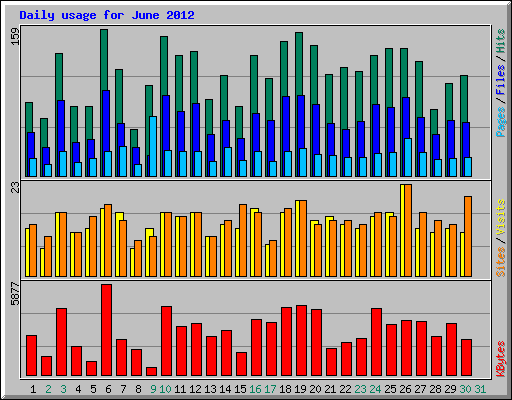 Daily usage for June 2012
159
Pages / Files / Hits
23
Sites / Visits
5877
KBytes
1 2 3 4 5 6 7 8 9 10 11 12 13 14 15 16 17 18 19 20 21 22 23 24 25 26 27 28 29 30 31